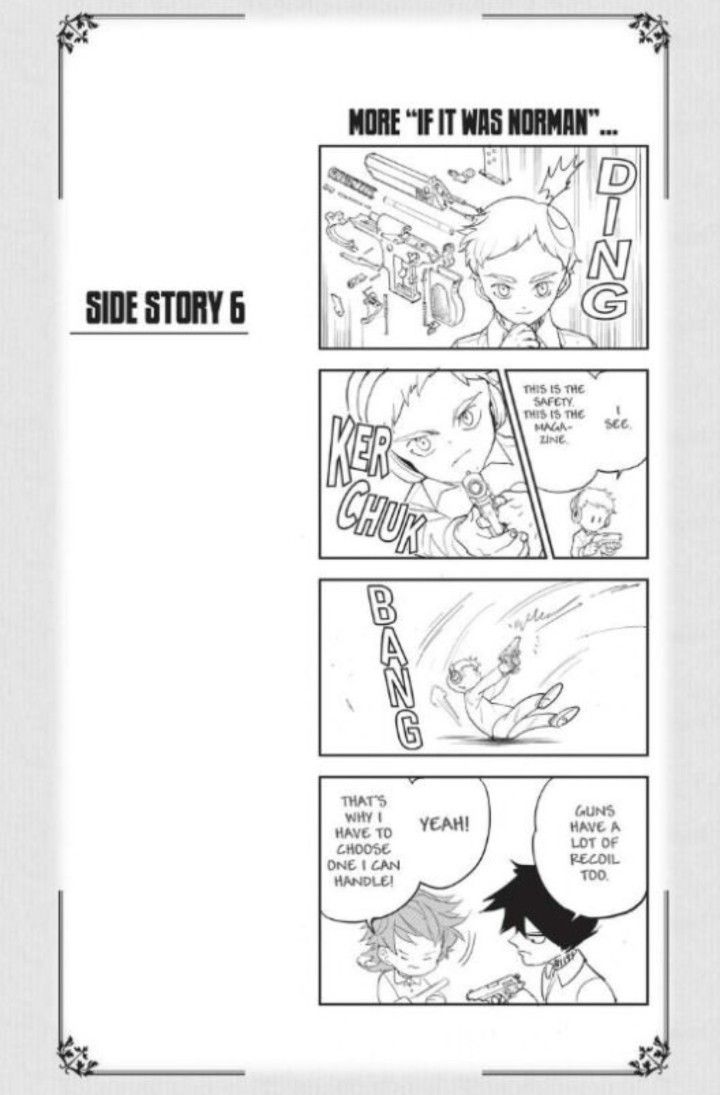 MORE "IF IT WAS NORMAN"...
SIDE STORY 6
DING
I
SEE.
THIS IS THE
SAFETY.
THIS IS THE
MAGA-
ZINE.
KER
CHUK
BANG
GUNS
HAVE A
LOT OF
RECOIL
TOO.
YEAH!
THAT'S
WHY I
HAVE TO
CHOOSE
ONE I CAN
HANDLE!